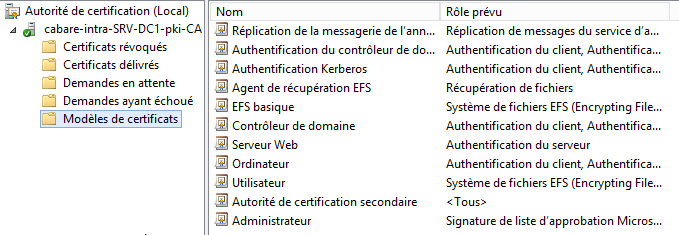 Autorité de certification (Local)
cabare-intra-SRV-DC1-pki-CA
Certificats révoqués
Certificats délivrés
Demandes en attente
Demandes ayant échoué
Modèles de certificats
Nom Rôle prévu
Réplication de la messagerie de l'ann... Réplication de messages du service d'a...
Authentification du contrôleur de do... Authentification du client, Authentifica...
Authentification Kerberos Authentification du client, Authentifica...
Agent de récupération EFS Récupération de fichiers
EFS basique Système de fichiers EFS (Encrypting File...
Contrôleur de domaine Authentification du client, Authentifica...
Serveur Web Authentification du serveur
Ordinateur Authentification du client, Authentifica...
Utilisateur Système de fichiers EFS (Encrypting File...
Autorité de certification secondaire <Tous>
Administrateur Signature de liste d'approbation Micros...